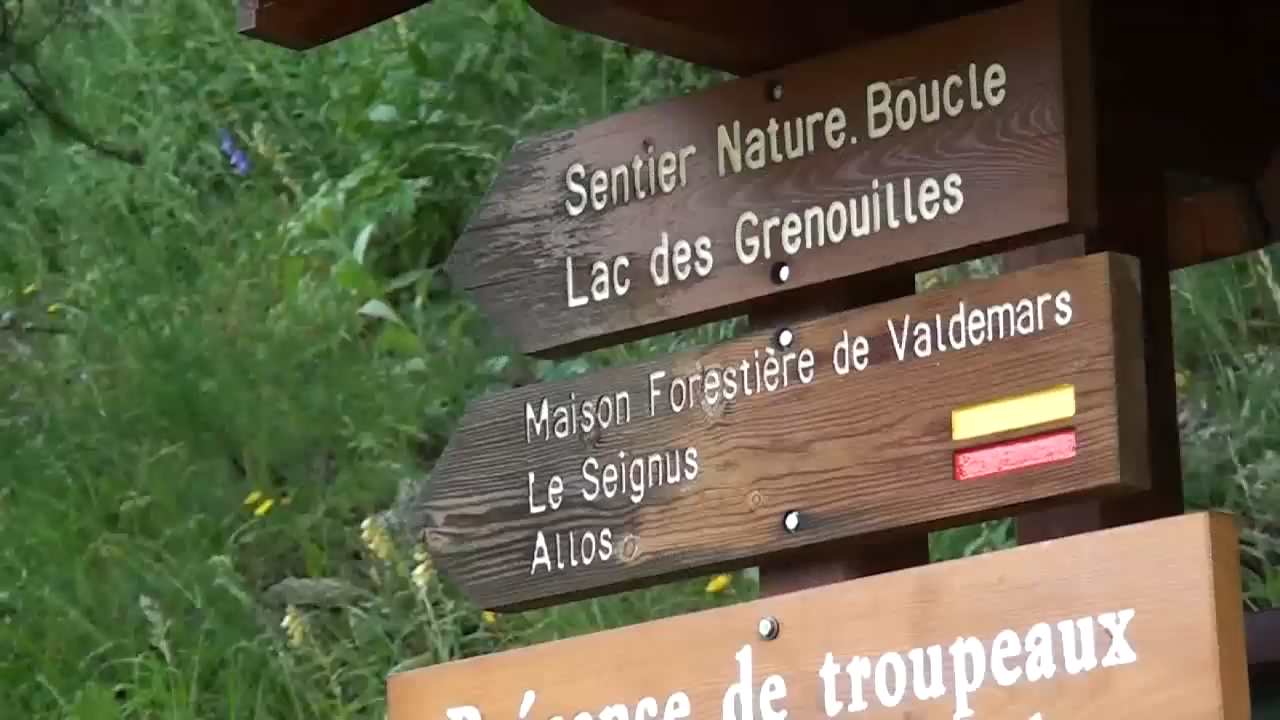 Sentier Nature. Boucle
Lac des Grenouilles
Maison Forestière de Valdemars
Le Seignus
Allos
Présence de troupeaux